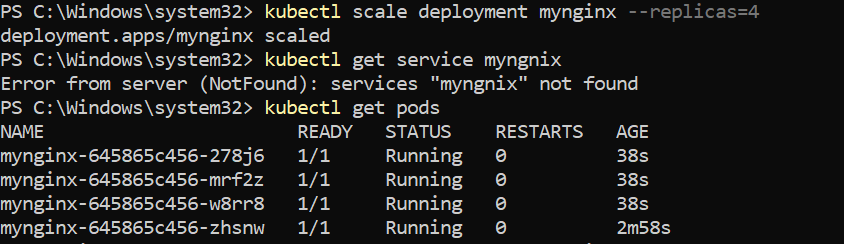 PS C:\Windows\system32> kubectl scale deployment mynginx --replicas=4
deployment.apps/mynginx scaled
PS C:\Windows\system32> kubectl get service myngnix
Error from server (NotFound): services "myngnix" not found
PS C:\Windows\system32> kubectl get pods
NAME                       READY   STATUS    RESTARTS   AGE
mynginx-645865c456-278j6   1/1     Running   0          38s
mynginx-645865c456-mrf2z   1/1     Running   0          38s
mynginx-645865c456-w8rr8   1/1     Running   0          38s
mynginx-645865c456-zhsnw   1/1     Running   0          2m58s